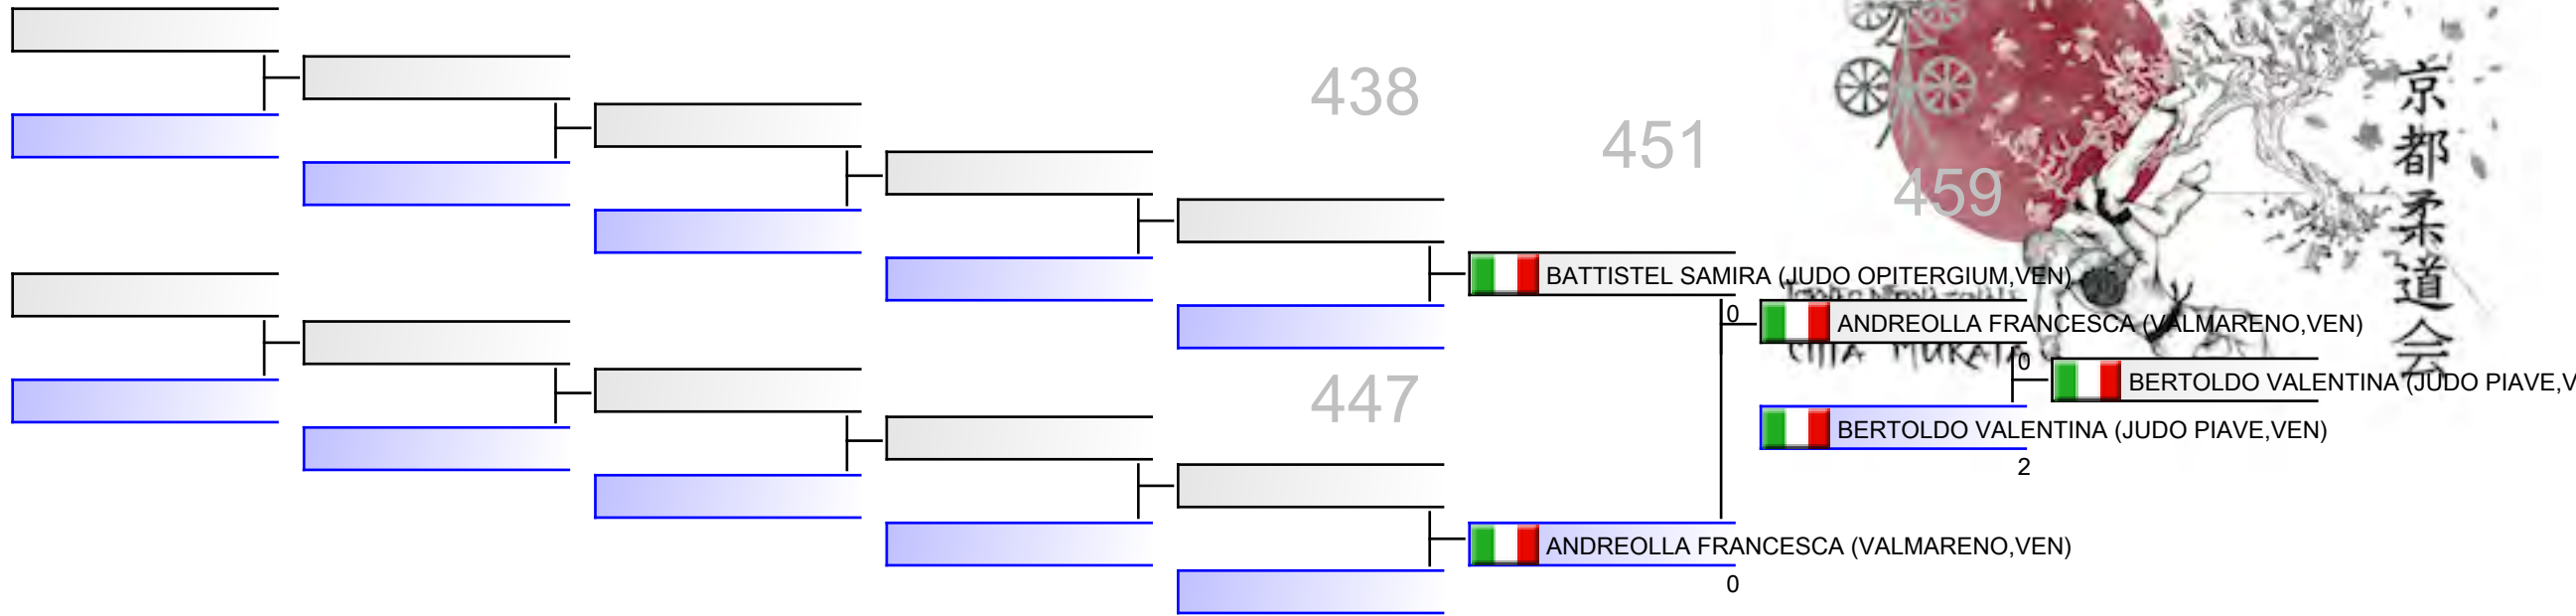 438
451
459
京都柔道会
BATTISTEL SAMIRA (JUDO OPITERGIUM,VEN)
0
ANDREOLLA FRANCESCA (VALMARENO,VEN)
0
BERTOLDO VALENTINA (JUDO PIAVE,V
447
BERTOLDO VALENTINA (JUDO PIAVE,VEN)
2
ANDREOLLA FRANCESCA (VALMARENO,VEN)
0